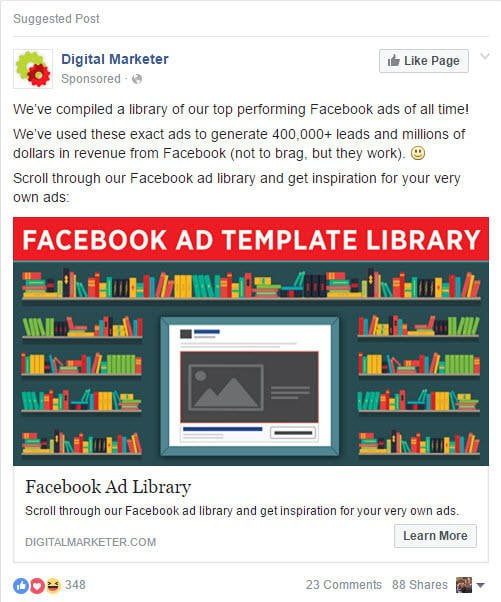 Suggested Post
Digital Marketer
Like Page
Sponsored ·
We've compiled a library of our top performing Facebook ads of all time!
We've used these exact ads to generate 400,000+ leads and millions of
dollars in revenue from Facebook (not to brag, but they work).
Scroll through our Facebook ad library and get inspiration for your very
own ads:
FACEBOOK AD TEMPLATE LIBRARY
Facebook Ad Library
Scroll through our Facebook ad library and get inspiration for your very own ads.
DIGITALMARKETER.COM
Learn More
348
23 Comments 88 Shares